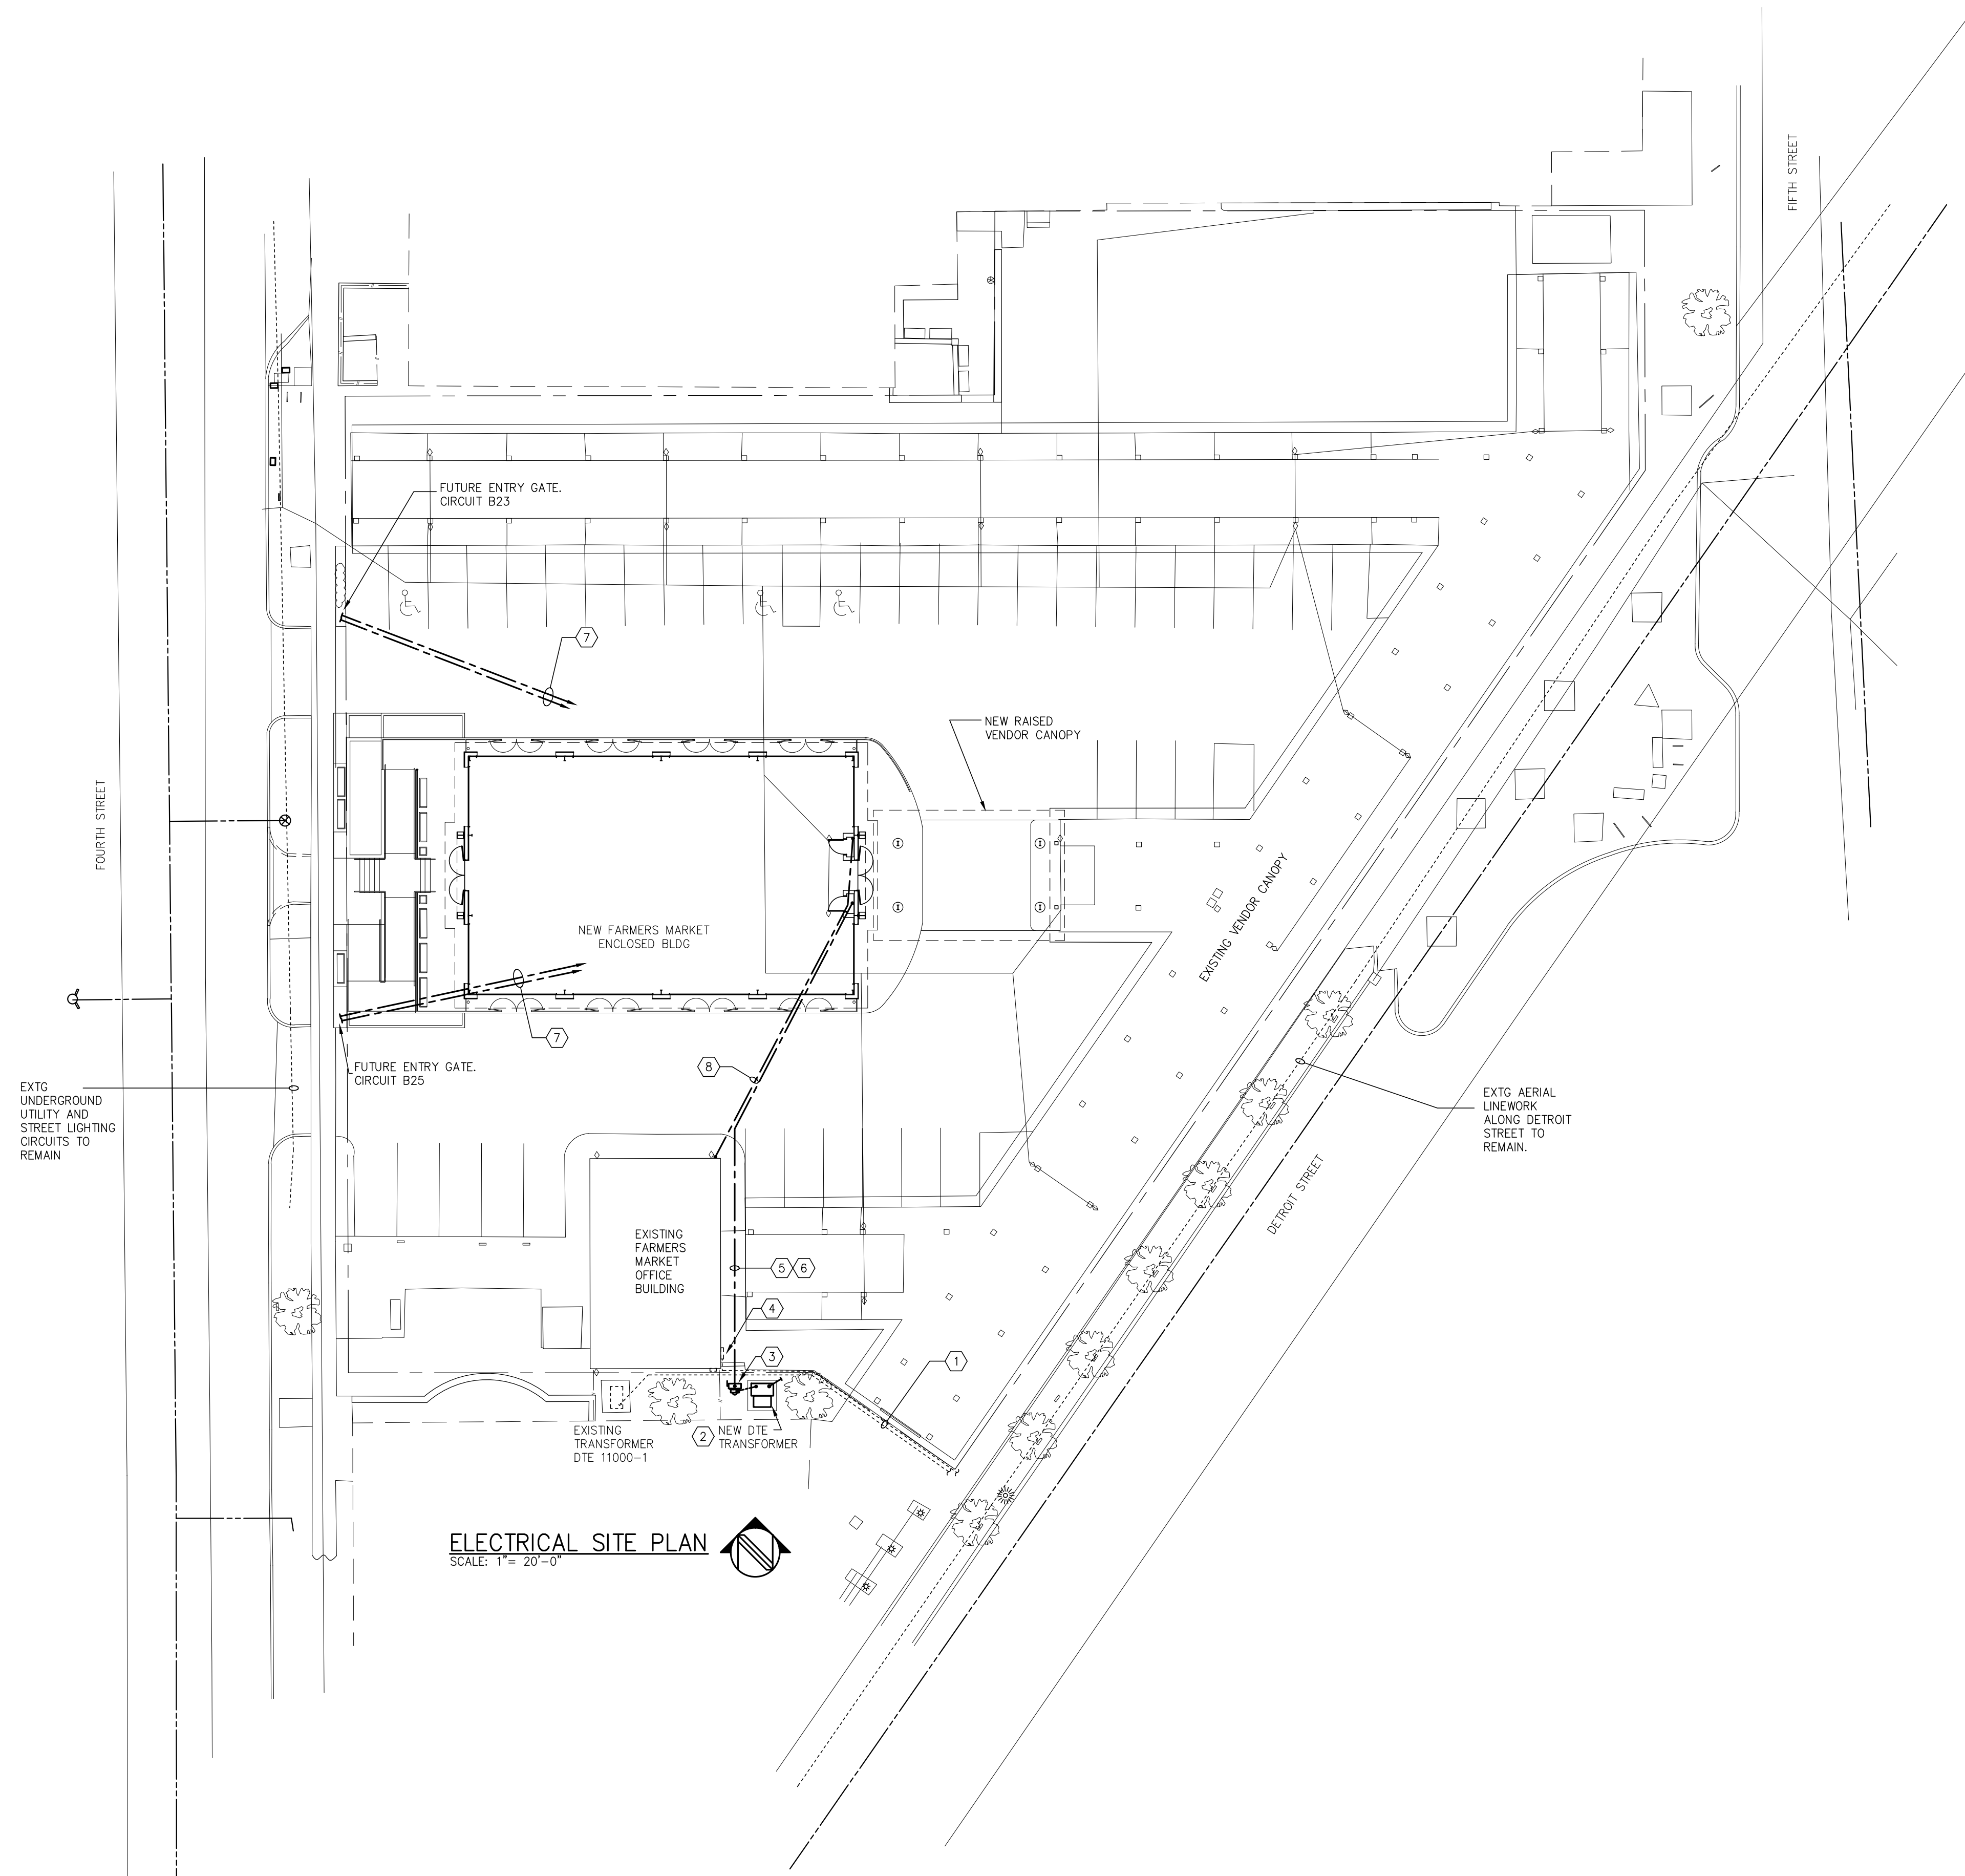 FIFTH STREET
FUTURE ENTRY GATE.
CIRCUIT B23
7
NEW RAISED
VENDOR CANOPY
FOURTH STREET
EXISTING VENDOR CANOPY
NEW FARMERS MARKET
ENCLOSED BLDG
7
FUTURE ENTRY GATE.
CIRCUIT B25
8
EXTG
UNDERGROUND
UTILITY AND
STREET LIGHTING
CIRCUITS TO
REMAIN
EXTG AERIAL
LINEWORK
ALONG DETROIT
STREET TO
REMAIN.
DETROIT STREET
EXISTING
FARMERS
MARKET
OFFICE
BUILDING
5 6
4
3
1
EXISTING
TRANSFORMER
DTE 11000-1
2
NEW DTE
TRANSFORMER
ELECTRICAL SITE PLAN
SCALE: 1"= 20'-0"
N